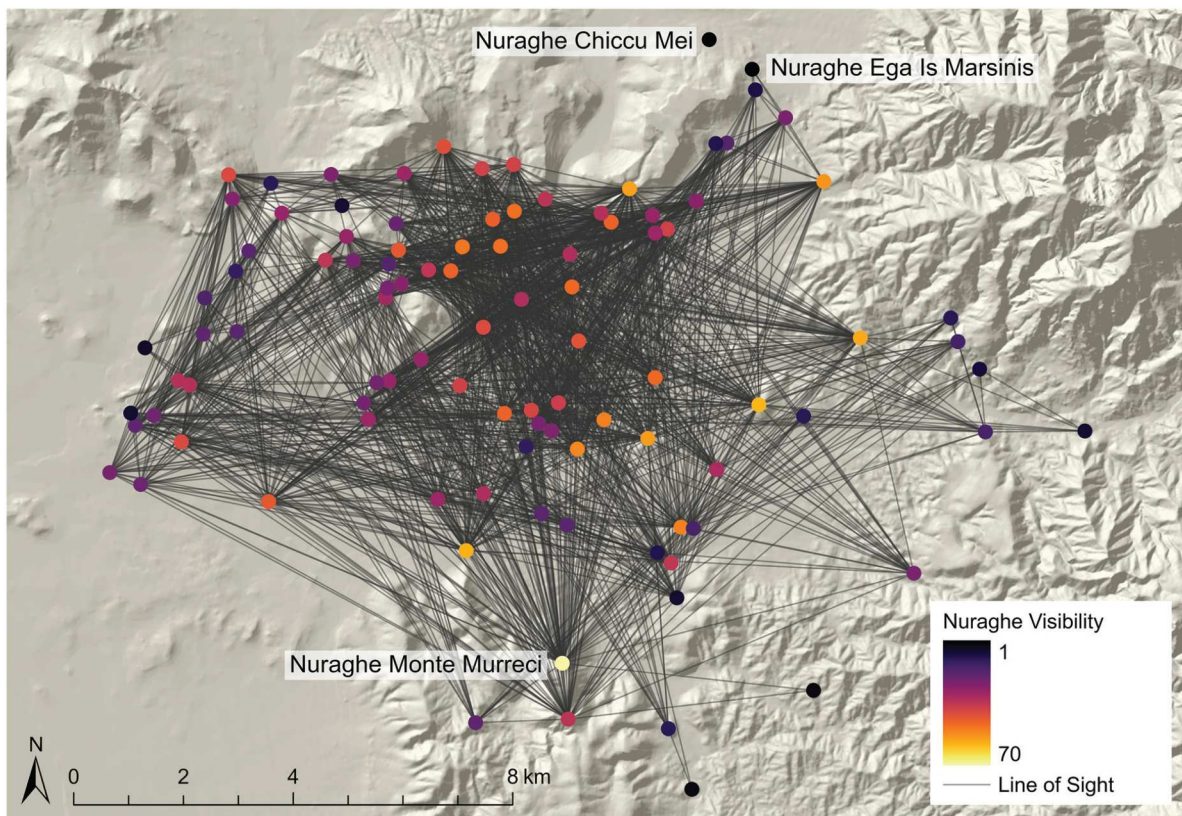 Nuraghe Chiccu Mei
Nuraghe Ega Is Marsinis
Nuraghe Monte Murreci
Nuraghe Visibility
1
70
Line of Sight
N
0 2 4 8 km